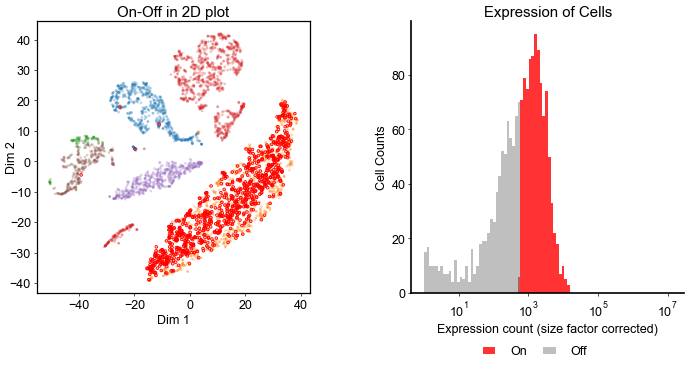 On-Off in 2D plot
Dim 2
40
30
20
10
0
−10
−20
−30
−40
−40
−20
0
20
40
Dim 1
Expression of Cells
Cell Counts
80
60
40
20
0
10^1
10^3
10^5
10^7
Expression count (size factor corrected)
On
Off